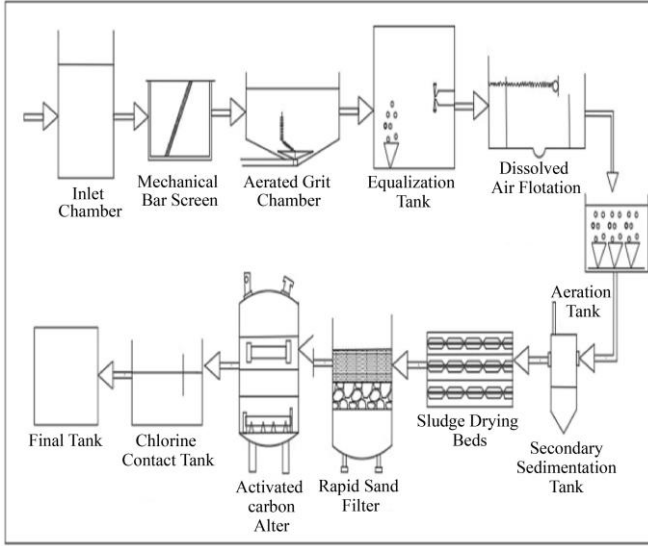 Inlet
Chamber
Mechanical
Bar Screen
Aerated Grit
Chamber
Equalization
Tank
Dissolved
Air Flotation
Aeration
Tank
Final Tank
Chlorine
Contact Tank
Activated
carbon
Alter
Rapid Sand
Filter
Sludge Drying
Beds
Secondary
Sedimentation
Tank